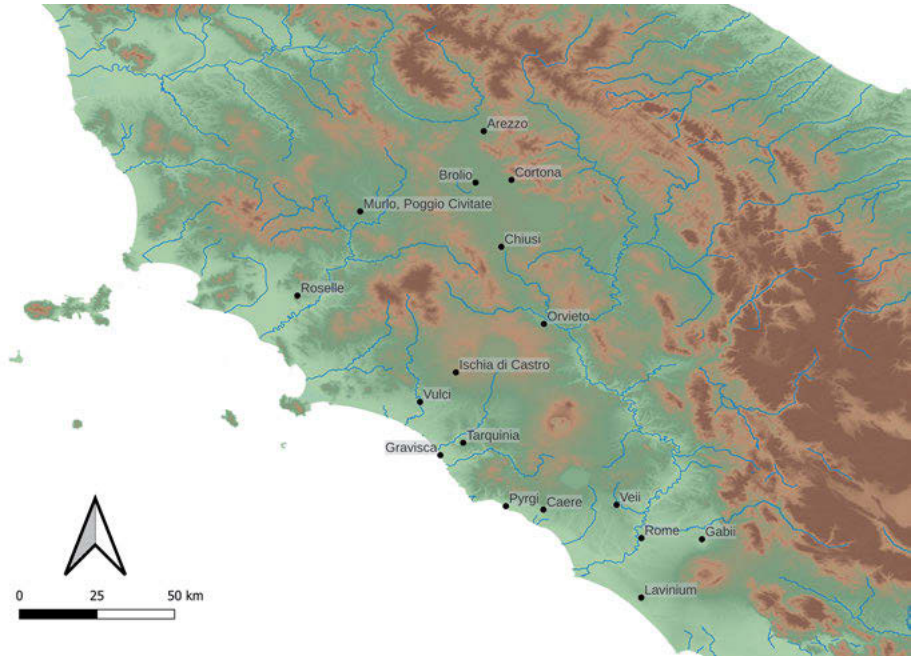 Arezzo
Brolio
Cortona
Murlo, Poggio Civitate
Chiusi
Roselle
Orvieto
Ischia di Castro
Vulci
Tarquinia
Gravisca
Pyrgi
Caere
Veii
Rome
Gabii
Lavinium
0 25 50 km